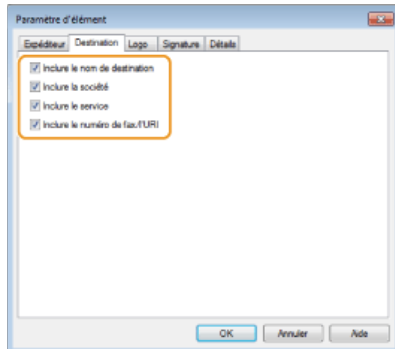 Paramètre d'élément
Expéditeur Destination Logo Signature Détails
Inclure le nom de destination
Inclure la société
Inclure le service
Inclure le numéro de fax/l'URI
OK Annuler Aide